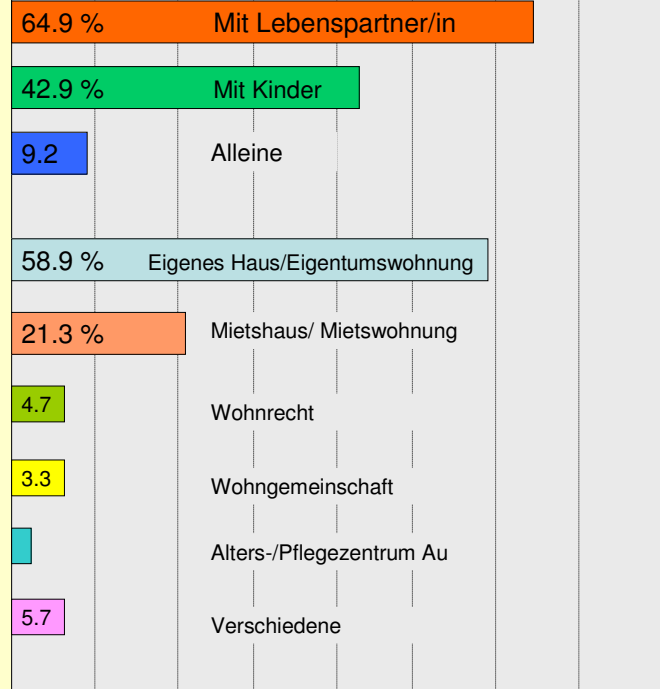 64.9 % Mit Lebenspartner/in
42.9 % Mit Kinder
9.2 Alleine
58.9 % Eigenes Haus/Eigentumswohnung
21.3 % Mietshaus/ Mietswohnung
4.7 Wohnrecht
3.3 Wohngemeinschaft
Alters-/Pflegezentrum Au
5.7 Verschiedene